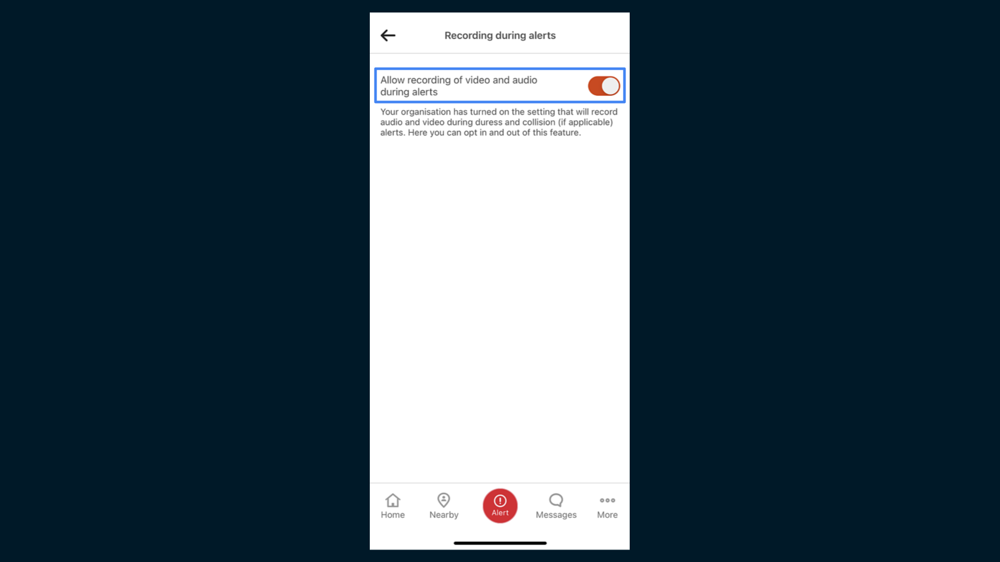 Recording during alerts
Allow recording of video and audio
during alerts
Your organisation has turned on the setting that will record
audio and video during duress and collision (if applicable)
alerts. Here you can opt in and out of this feature.
Home
Nearby
Alert
Messages
More